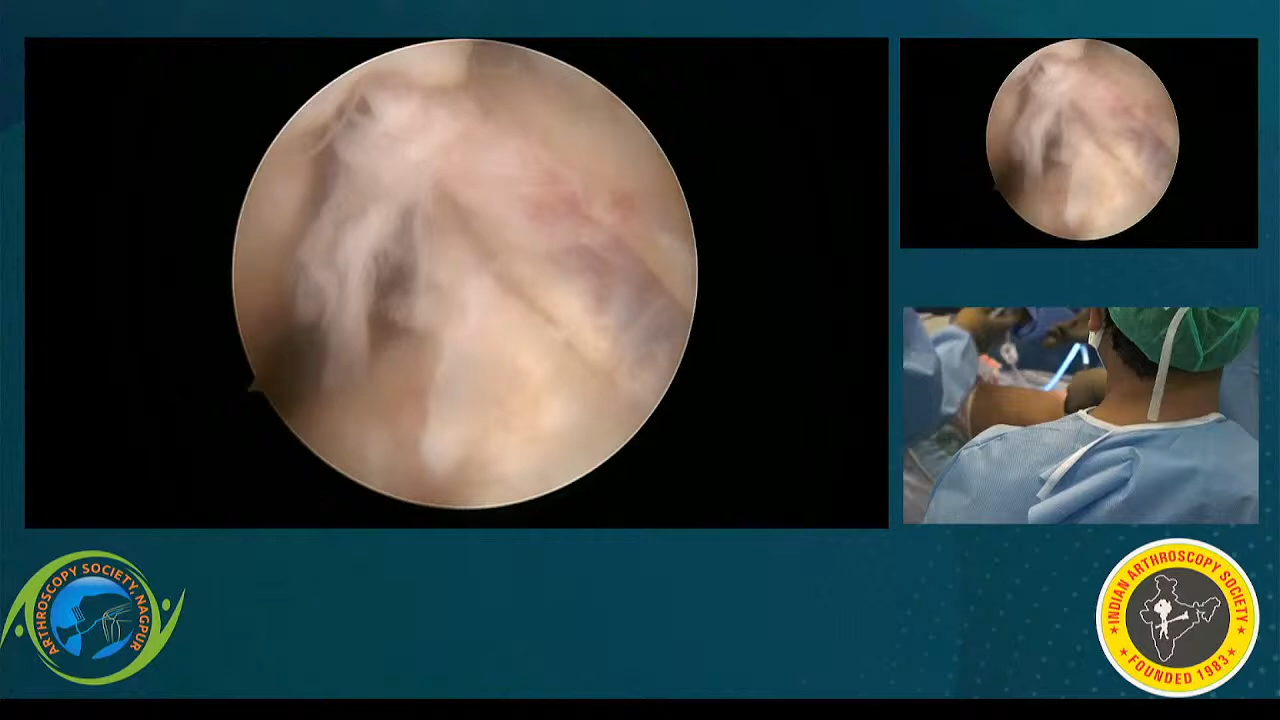 ARTHROSCOPY SOCIETY, NAGPUR
INDIAN ARTHROSCOPY SOCIETY
FOUNDED 1983